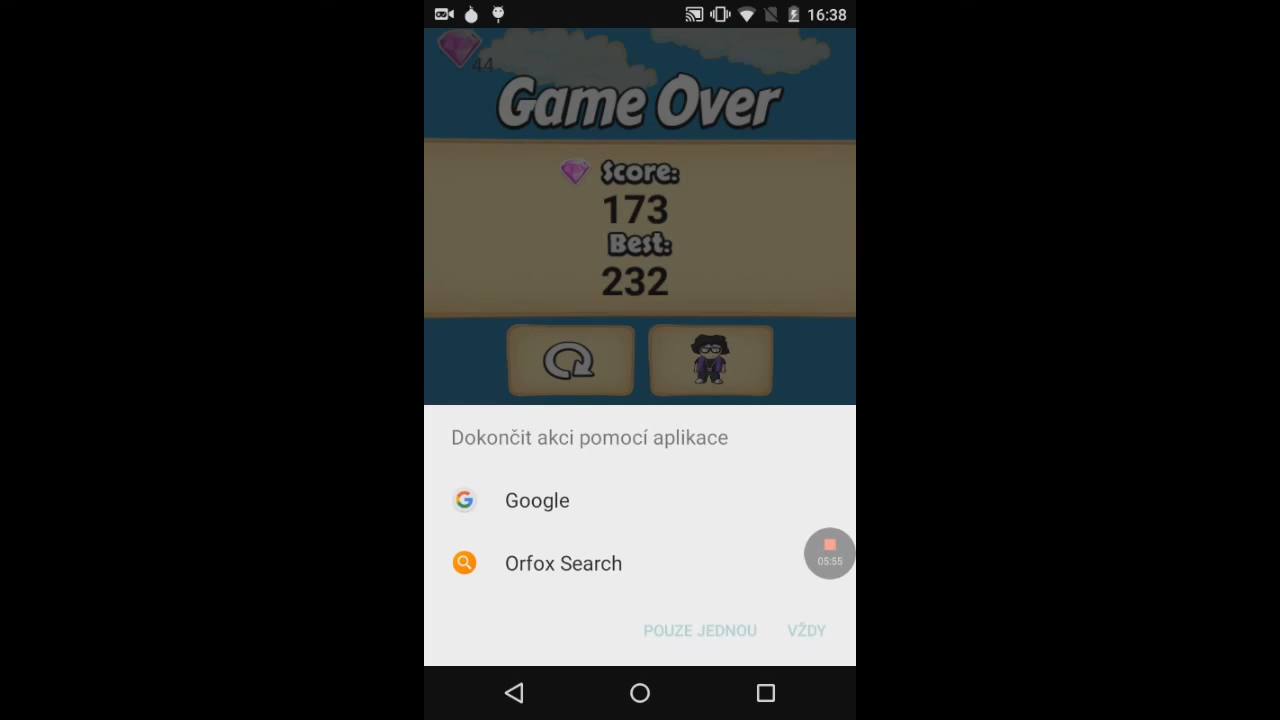 16:38
44
Game Over
Score:
173
Best:
232
Dokončit akci pomocí aplikace
Google
Orfox Search
05:55
POUZE JEDNOU VŽDY